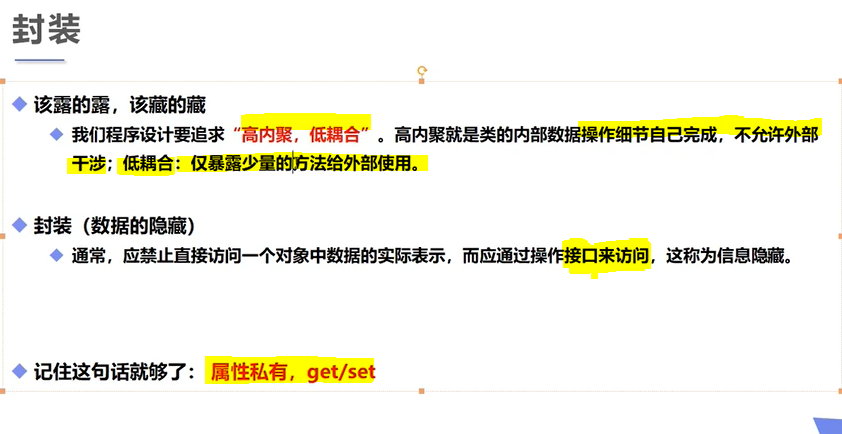 封装
该露的露，该藏的藏
我们程序设计要追求“高内聚，低耦合”。高内聚就是类的内部数据操作细节自己完成，不允许外部
干涉；低耦合：仅暴露少量的方法给外部使用。
封装（数据的隐藏）
通常，应禁止直接访问一个对象中数据的实际表示，而应通过操作接口来访问，这称为信息隐藏。
记住这句话就够了：属性私有，get/set